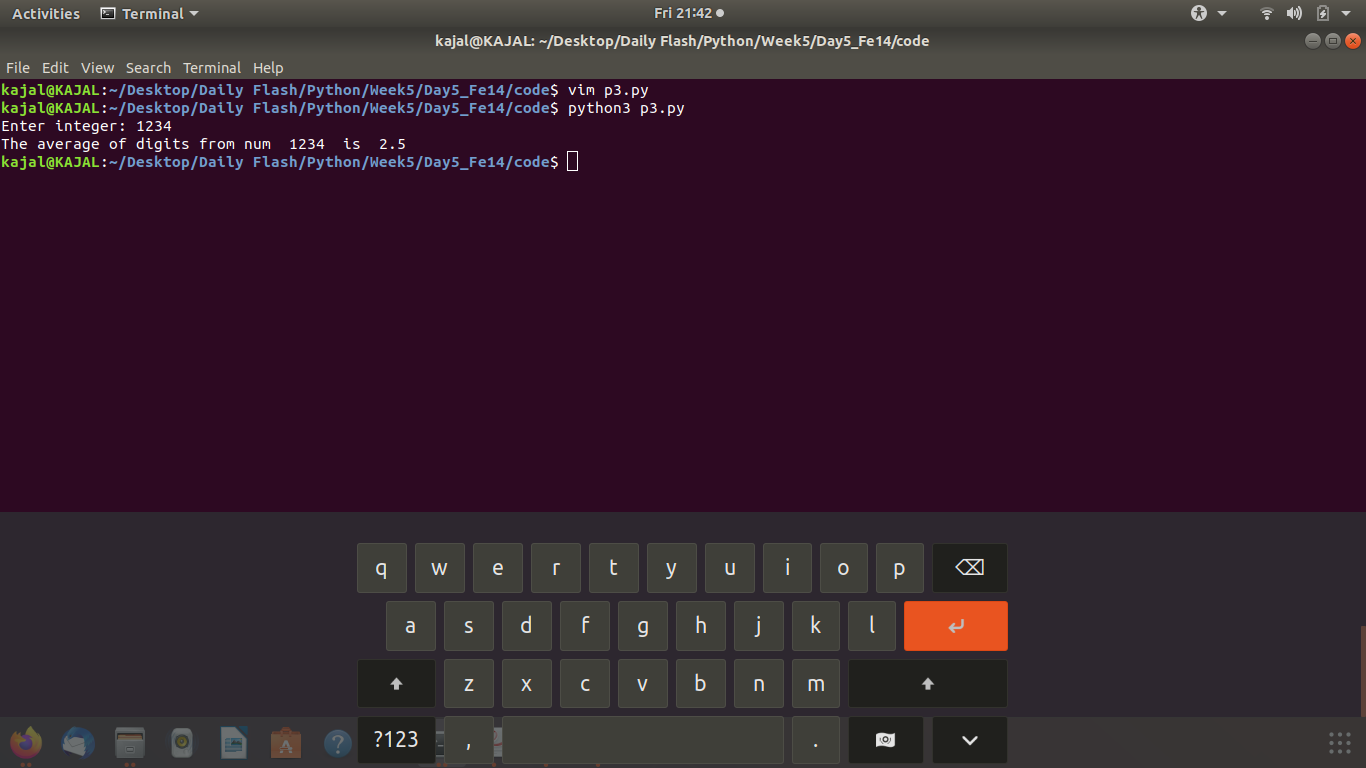 Activities Terminal Fri 21:42
kajal@KAJAL: ~/Desktop/Daily Flash/Python/Week5/Day5_Fe14/code
File Edit View Search Terminal Help
kajal@KAJAL:~/Desktop/Daily Flash/Python/Week5/Day5_Fe14/code$ vim p3.py
kajal@KAJAL:~/Desktop/Daily Flash/Python/Week5/Day5_Fe14/code$ python3 p3.py
Enter integer: 1234
The average of digits from num  1234  is  2.5
kajal@KAJAL:~/Desktop/Daily Flash/Python/Week5/Day5_Fe14/code$
q w e r t y u i o p
a s d f g h j k l
z x c v b n m
?123 , .